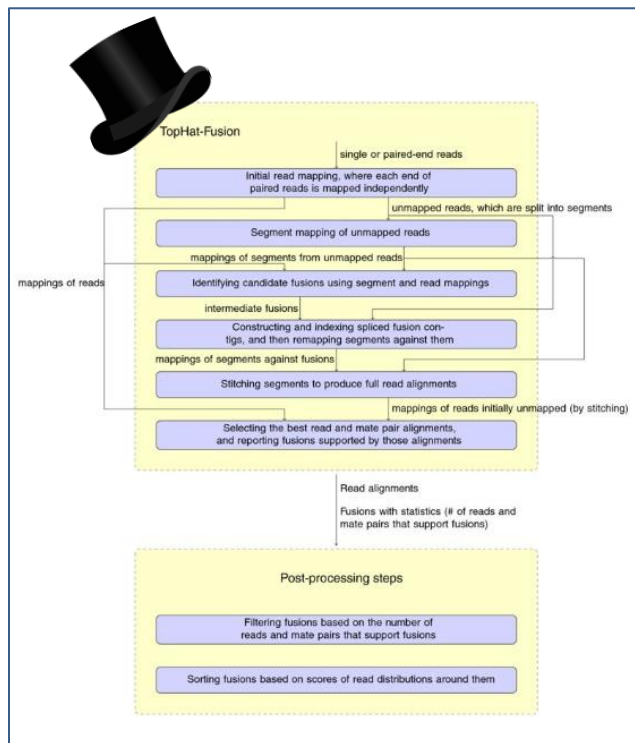 TopHat-Fusion
single or paired-end reads
Initial read mapping, where each end of
paired reads is mapped independently
unmapped reads, which are split into segments
Segment mapping of unmapped reads
mappings of segments from unmapped reads
mappings of reads
Identifying candidate fusions using segment and read mappings
intermediate fusions
Constructing and indexing spliced fusion con-
tigs, and then remapping segments against them
mappings of segments against fusions
Stitching segments to produce full read alignments
mappings of reads initially unmapped (by stitching)
Selecting the best read and mate pair alignments,
and reporting fusions supported by those alignments
Read alignments
Fusions with statistics (# of reads and
mate pairs that support fusions)
Post-processing steps
Filtering fusions based on the number of
reads and mate pairs that support fusions
Sorting fusions based on scores of read distributions around them